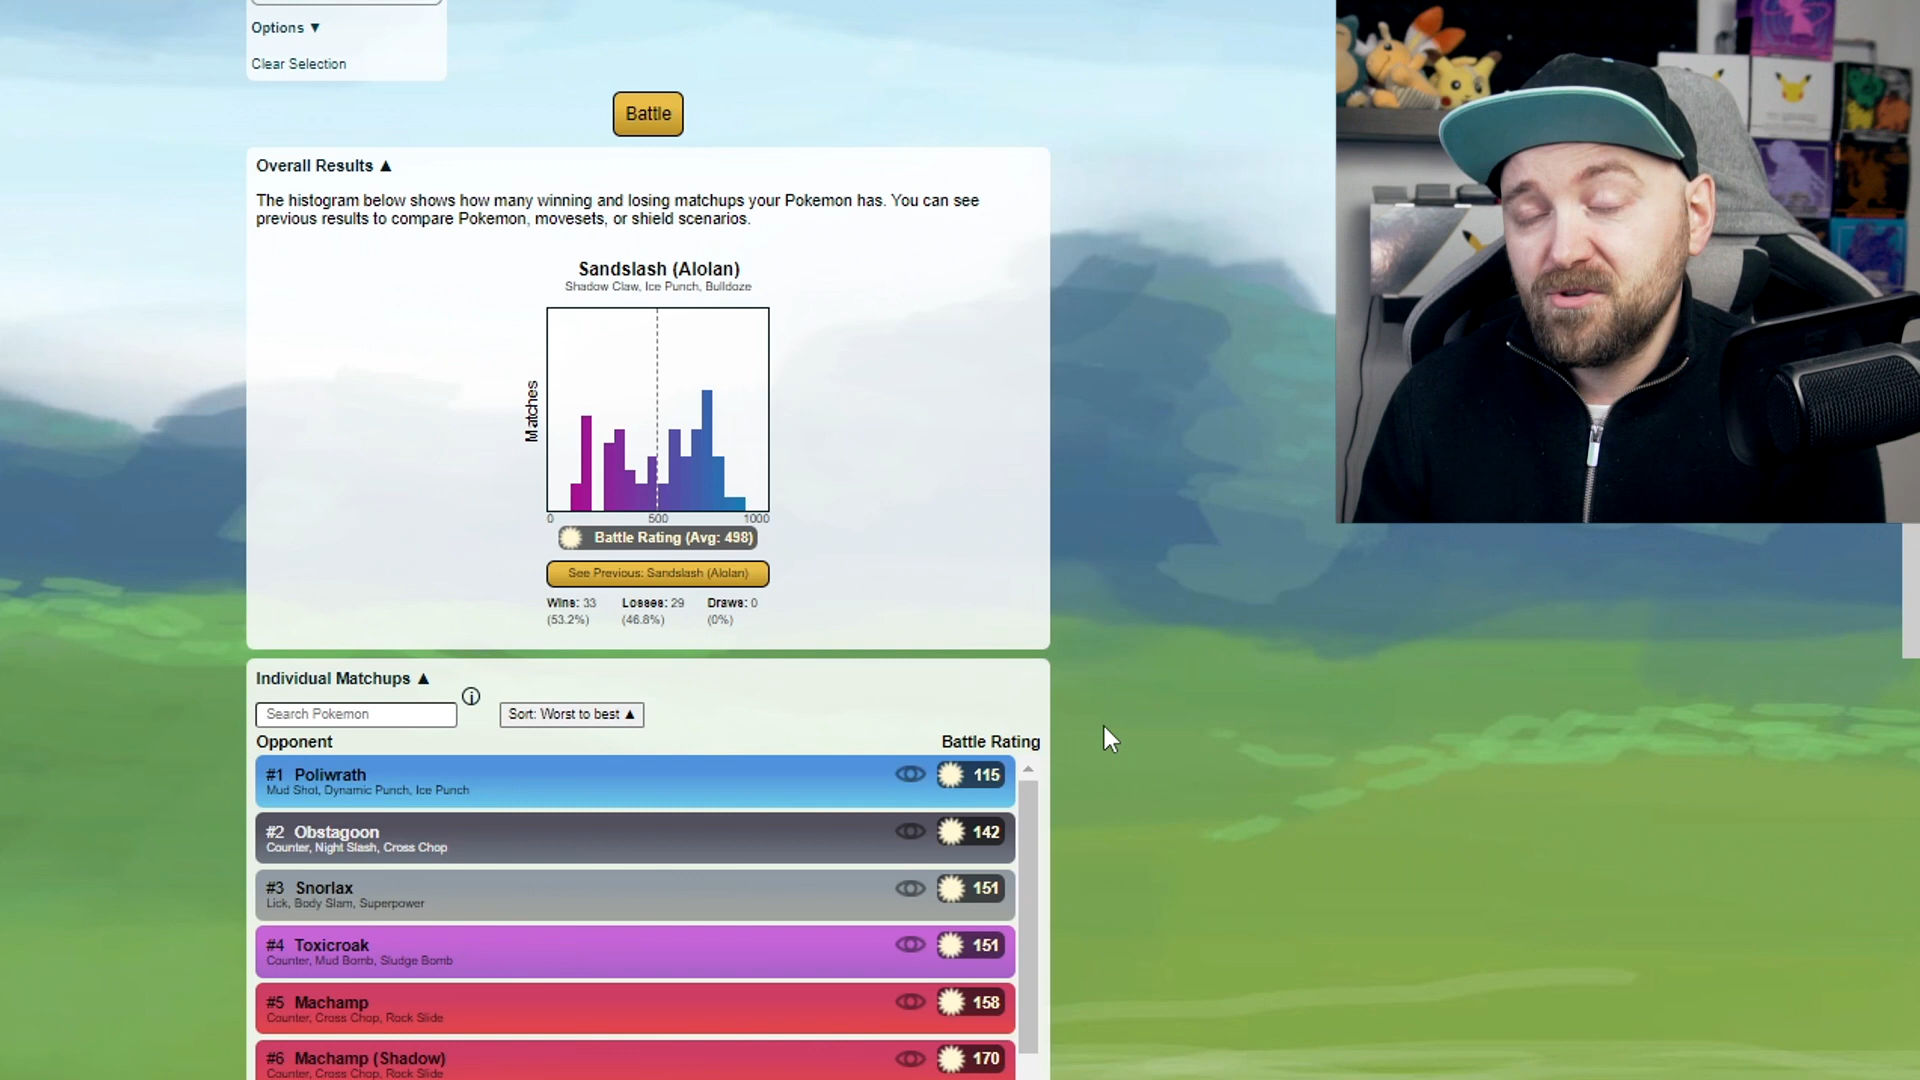 Options ▼
Clear Selection
Battle
Overall Results ▲
The histogram below shows how many winning and losing matchups your Pokemon has. You can see
previous results to compare Pokemon, movesets, or shield scenarios.
Sandslash (Alolan)
Shadow Claw, Ice Punch, Bulldoze
Matches
0 500 1000
Battle Rating (Avg: 498)
See Previous: Sandslash (Alolan)
Wins: 33 Losses: 29 Draws: 0
(53.2%) (46.8%) (0%)
Individual Matchups ▲
Search Pokemon
Sort: Worst to best ▲
Opponent Battle Rating
#1 Poliwrath 115
Mud Shot, Dynamic Punch, Ice Punch
#2 Obstagoon 142
Counter, Night Slash, Cross Chop
#3 Snorlax 151
Lick, Body Slam, Superpower
#4 Toxicroak 151
Counter, Mud Bomb, Sludge Bomb
#5 Machamp 158
Counter, Cross Chop, Rock Slide
#6 Machamp (Shadow) 170
Counter, Cross Chop, Rock Slide